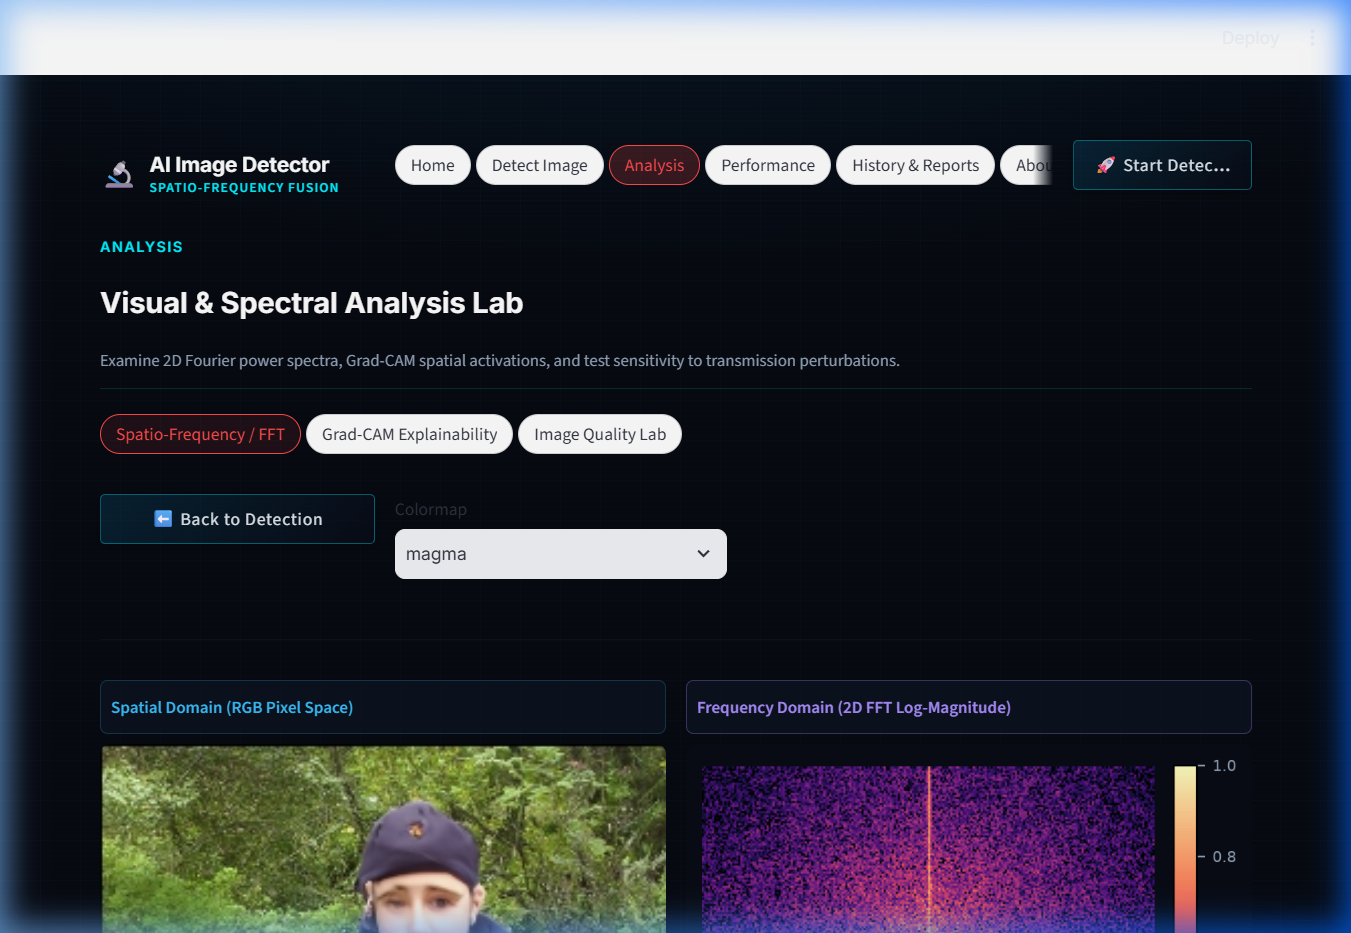 Deploy
AI Image Detector
SPATIO-FREQUENCY FUSION
Home
Detect Image
Analysis
Performance
History & Reports
Abou
Start Detec...
ANALYSIS
Visual & Spectral Analysis Lab
Examine 2D Fourier power spectra, Grad-CAM spatial activations, and test sensitivity to transmission perturbations.
Spatio-Frequency / FFT
Grad-CAM Explainability
Image Quality Lab
Back to Detection
Colormap
magma
Spatial Domain (RGB Pixel Space)
Frequency Domain (2D FFT Log-Magnitude)
1.0
0.8